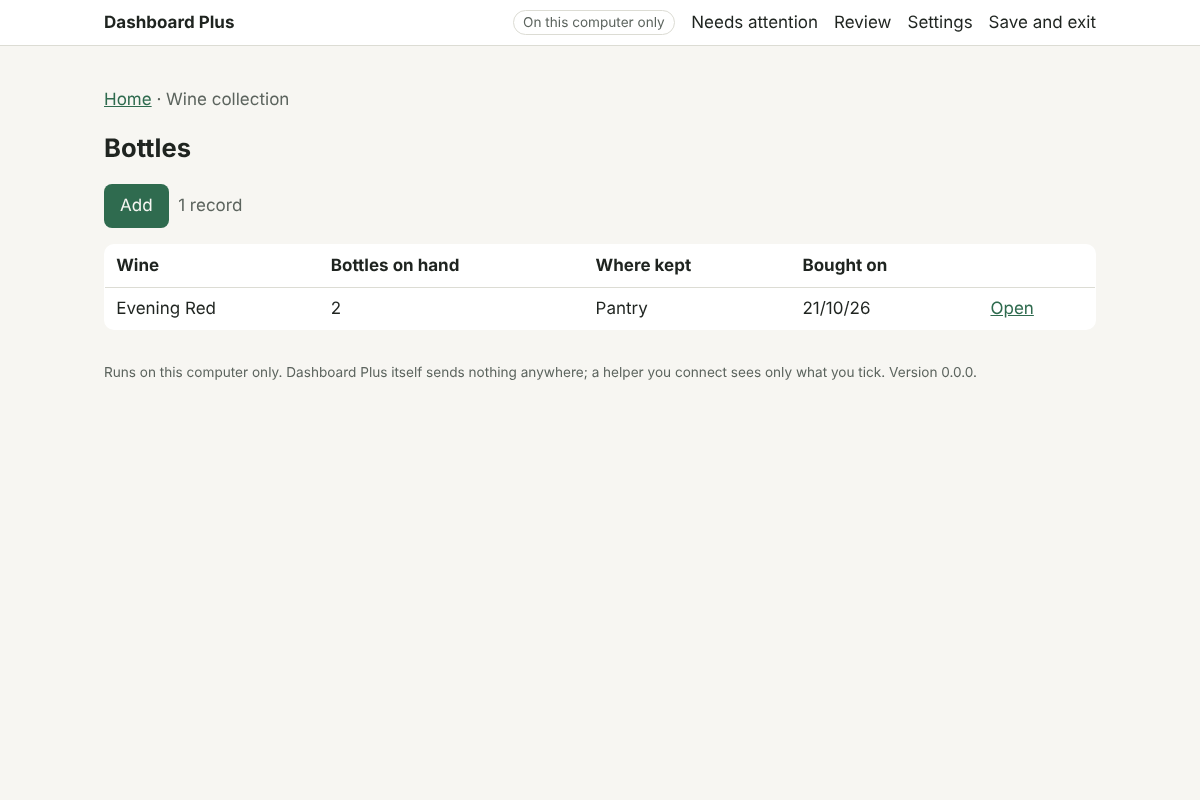 Dashboard Plus
On this computer only Needs attention Review Settings Save and exit
Home · Wine collection
Bottles
Add 1 record
Wine Bottles on hand Where kept Bought on
Evening Red 2 Pantry 21/10/26 Open
Runs on this computer only. Dashboard Plus itself sends nothing anywhere; a helper you connect sees only what you tick. Version 0.0.0.